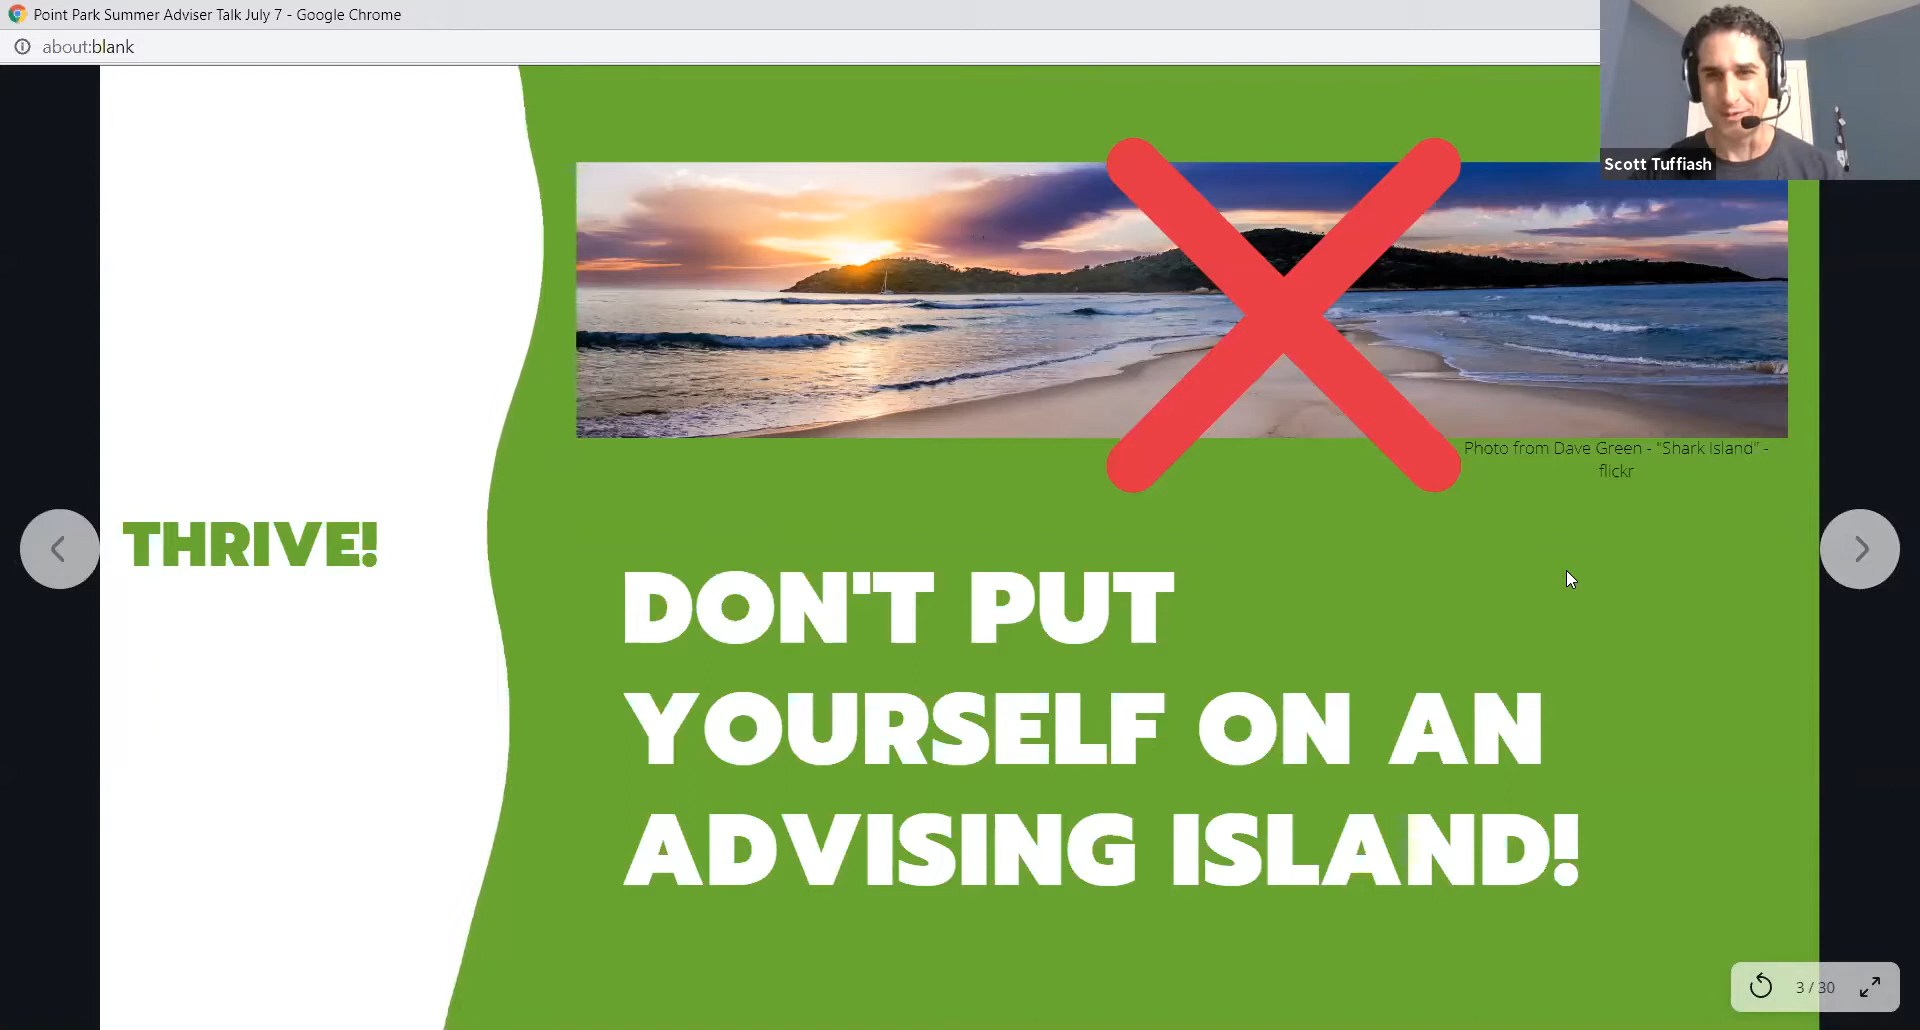 Point Park Summer Adviser Talk July 7 - Google Chrome
about:blank
Scott Tuffiash
Photo from Dave Green - "Shark Island" -
flickr
THRIVE!
DON'T PUT
YOURSELF ON AN
ADVISING ISLAND!
3 / 30